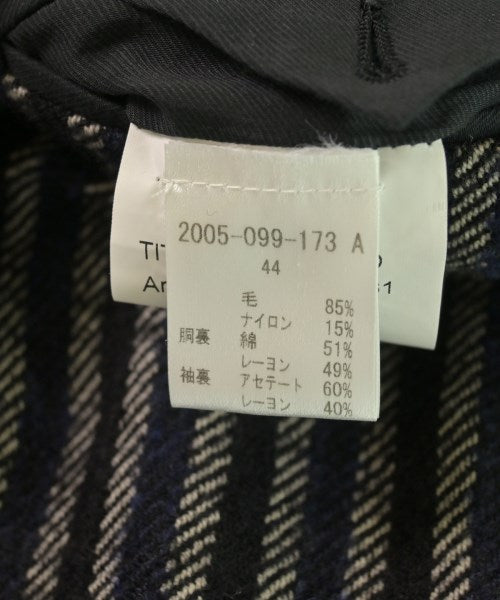 2005-099-173 A
44
毛 85%
ナイロン 15%
胴裏 綿 51%
レーヨン 49%
袖裏 アセテート 60%
レーヨン 40%